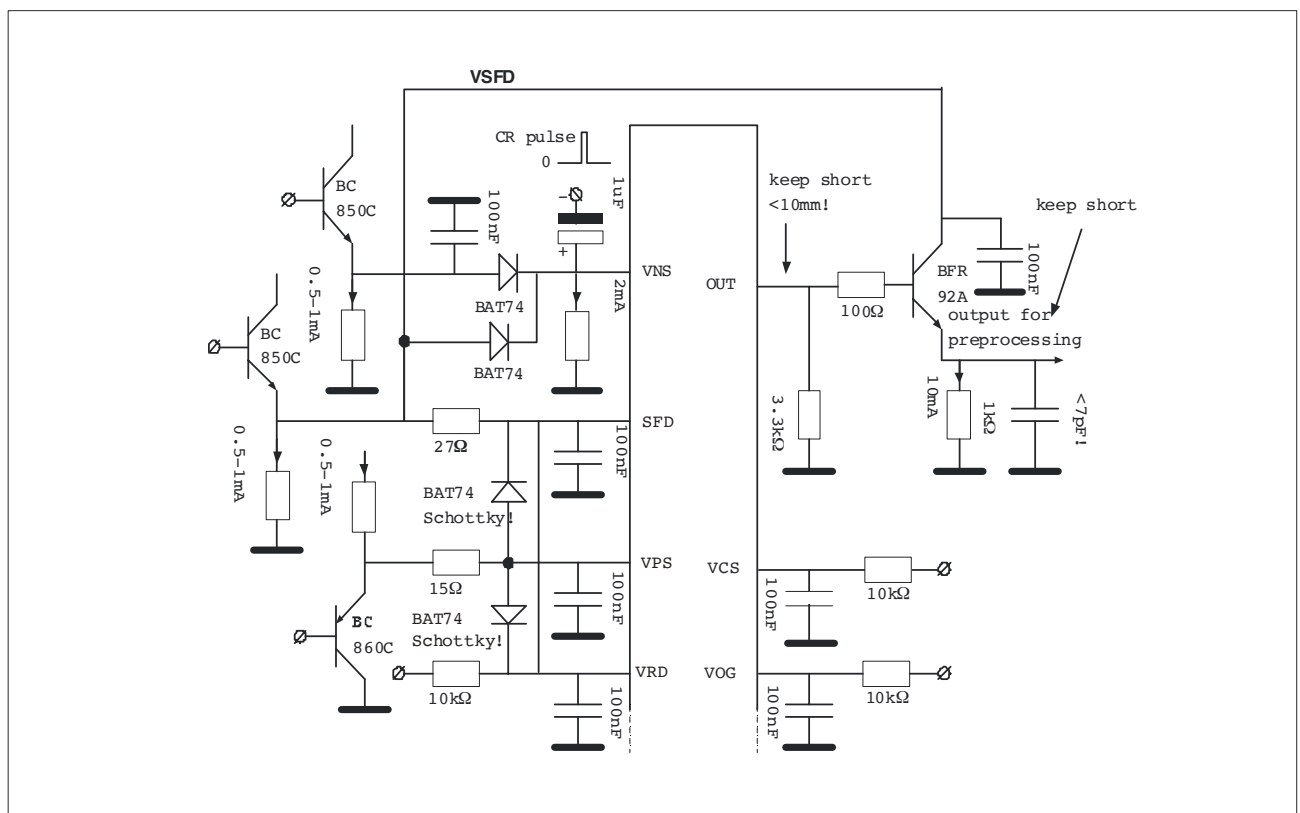 VSFD
CR pulse
0
1uF
-
+
BC
850C
100nF
keep short
<10mm!
keep short
VNS
2mA
BAT74
BAT74
0.5-1mA
OUT
100Ω
BFR
92A
100nF
output for
preprocessing
BC
850C
0.5-1mA
0.5-1mA
27Ω
SFD
100nF
3.3kΩ
10mA
1kΩ
<7pF!
BAT74
Schottky!
15Ω
VPS
100nF
VCS
100nF
10kΩ
BC
860C
BAT74
Schottky!
10kΩ
VRD
100nF
VOG
100nF
10kΩ